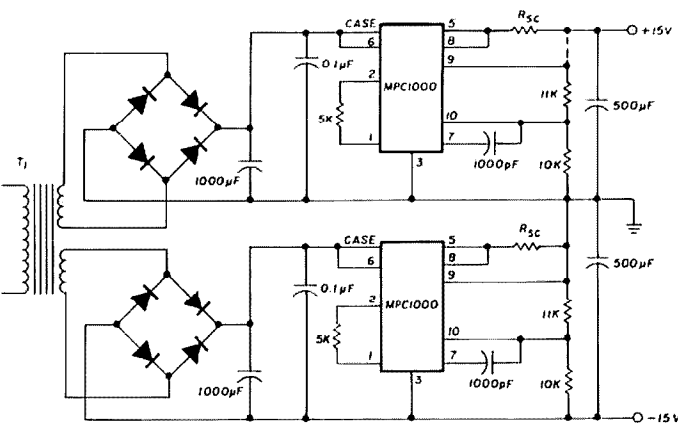 T1
1000µF
CASE
6
0.1µF
2
5K
1
MPC1000
3
5
RSC
8
9
10
7
1000pF
11K
10K
+15V
500µF
1000µF
CASE
6
0.1µF
2
5K
1
MPC1000
3
5
RSC
8
9
10
7
1000pF
11K
10K
500µF
-15V